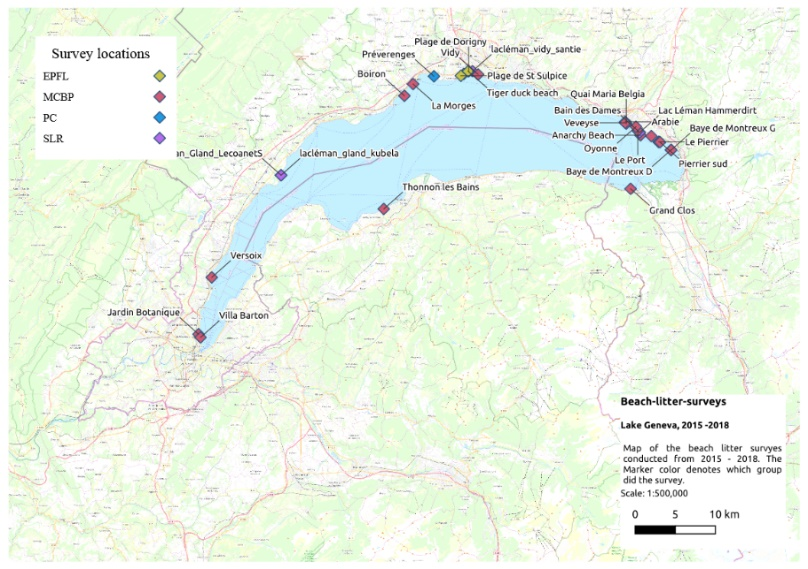 Survey locations
EPFL
MCBP
PC
SLR
Plage de Dorigny
Vidy
lacléman_vidy_santie
Préverenges
Plage de St Sulpice
Boiron
Tiger duck beach
La Morges
Quai Maria Belgia
Bain des Dames
Lac Léman Hammerdirt
Veveyse
Arabie
Anarchy Beach
Baye de Montreux G
Oyonne
Le Pierrier
Le Port
Pierrier sud
Baye de Montreux D
an_Gland_LecoanetS
lacléman_gland_kubela
Thonnon les Bains
Grand Clos
Versoix
Jardin Botanique
Villa Barton
Beach-litter-surveys
Lake Geneva, 2015 -2018
Map of the beach litter survyes
conducted from 2015 - 2018. The
Marker color denotes which group
did the survey.
Scale: 1:500,000
0 5 10 km